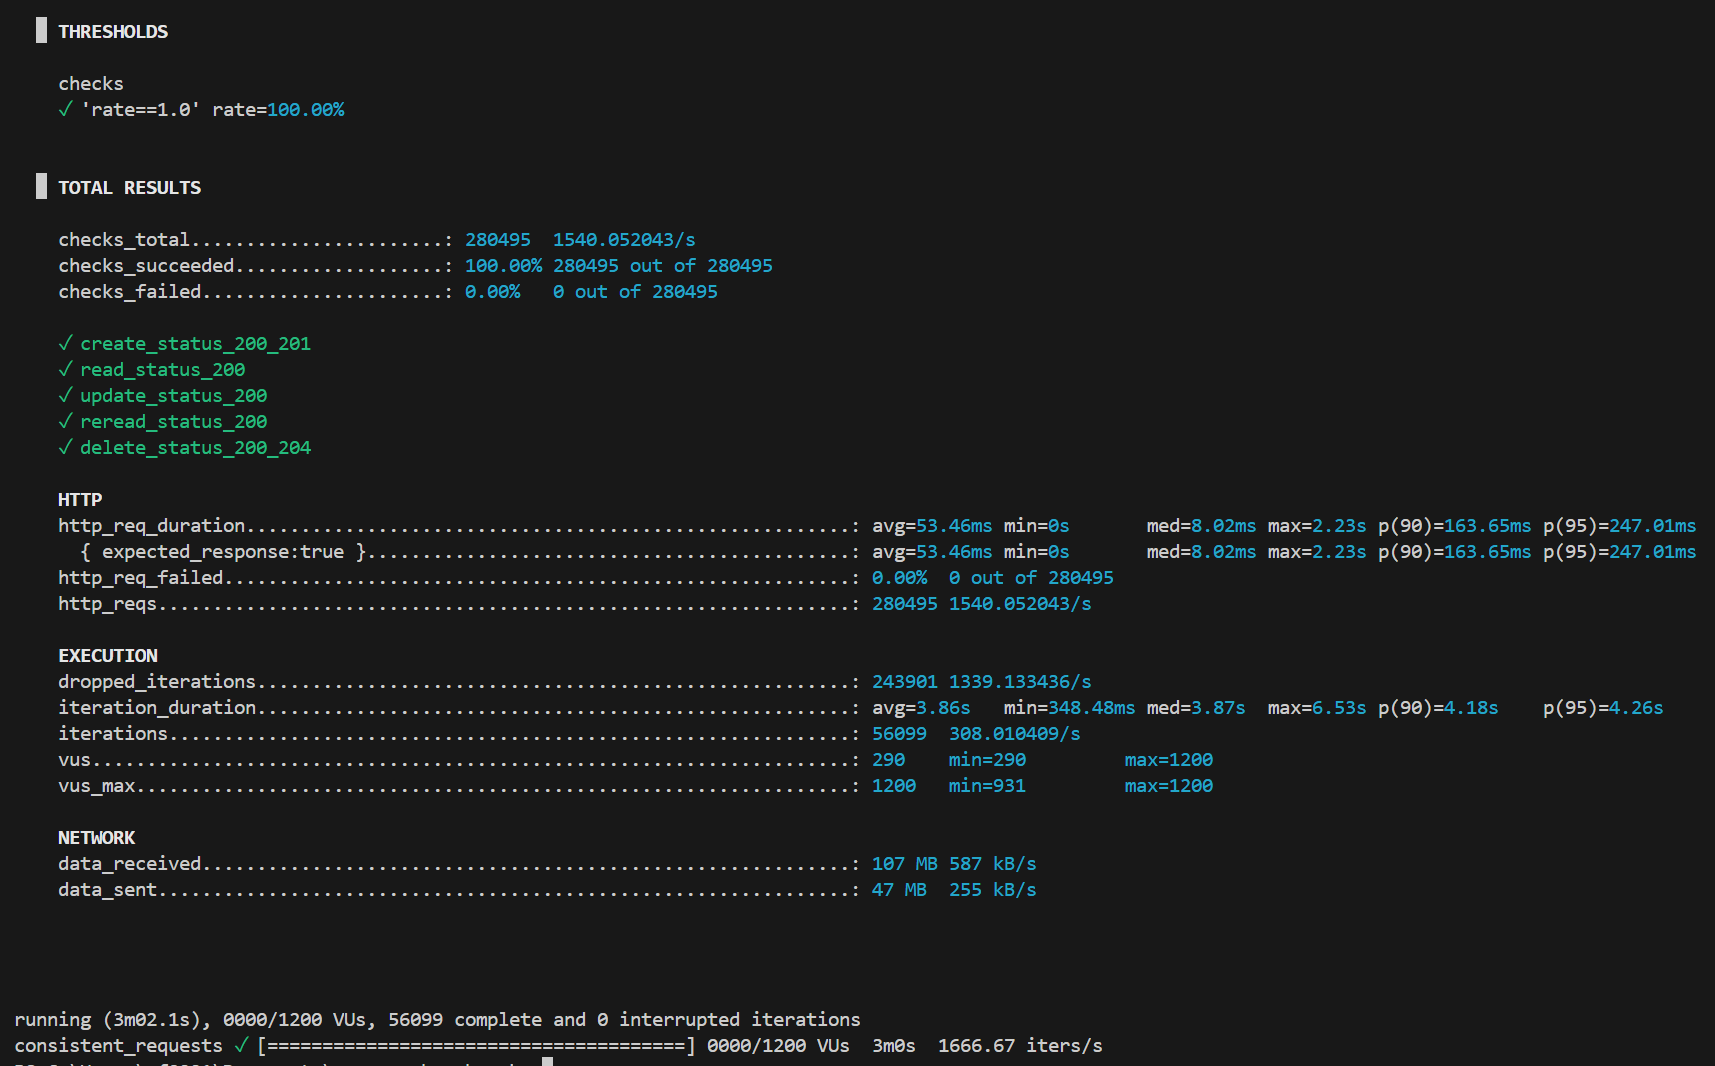 THRESHOLDS
checks
✓ 'rate==1.0' rate=100.00%
TOTAL RESULTS
checks_total.......................: 280495 1540.052043/s
checks_succeeded...................: 100.00% 280495 out of 280495
checks_failed......................: 0.00% 0 out of 280495
✓ create_status_200_201
✓ read_status_200
✓ update_status_200
✓ reread_status_200
✓ delete_status_200_204
HTTP
http_req_duration.......................................................: avg=53.46ms min=0s med=8.02ms max=2.23s p(90)=163.65ms p(95)=247.01ms
{ expected_response:true }............................................: avg=53.46ms min=0s med=8.02ms max=2.23s p(90)=163.65ms p(95)=247.01ms
http_req_failed.........................................................: 0.00% 0 out of 280495
http_reqs...............................................................: 280495 1540.052043/s
EXECUTION
dropped_iterations......................................................: 243901 1339.133436/s
iteration_duration......................................................: avg=3.86s min=348.48ms med=3.87s max=6.53s p(90)=4.18s p(95)=4.26s
iterations..............................................................: 56099 308.010409/s
vus.....................................................................: 290 min=290 max=1200
vus_max.................................................................: 1200 min=931 max=1200
NETWORK
data_received...........................................................: 107 MB 587 kB/s
data_sent...............................................................: 47 MB 255 kB/s
running (3m02.1s), 0000/1200 VUs, 56099 complete and 0 interrupted iterations
consistent_requests ✓ [======================================] 0000/1200 VUs 3m0s 1666.67 iters/s